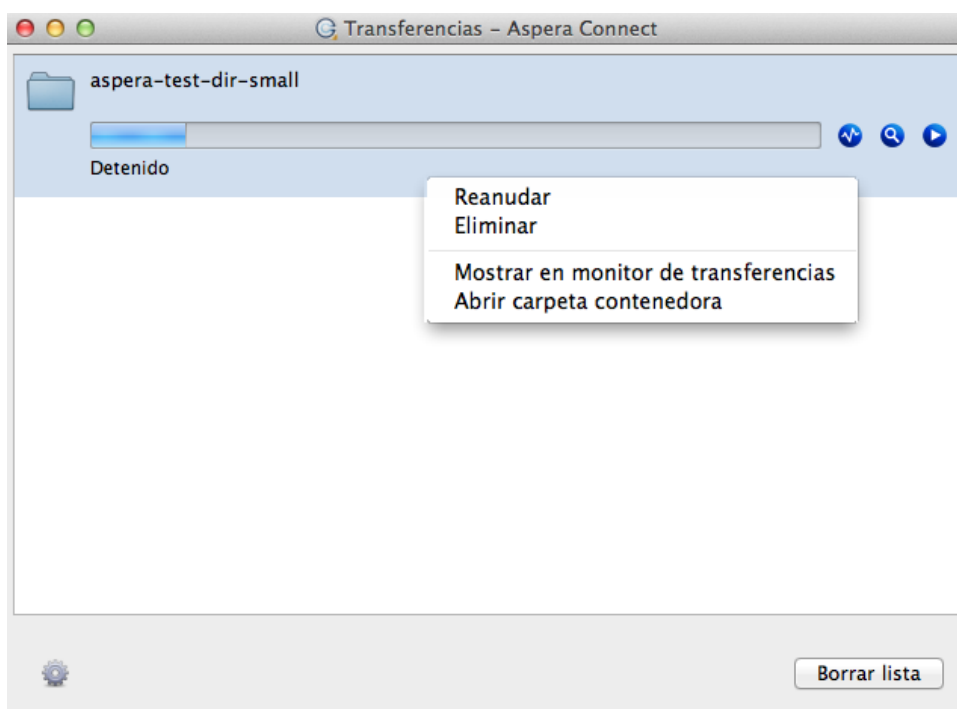 Transferencias – Aspera Connect
aspera-test-dir-small
Detenido
Reanudar
Eliminar
Mostrar en monitor de transferencias
Abrir carpeta contenedora
Borrar lista